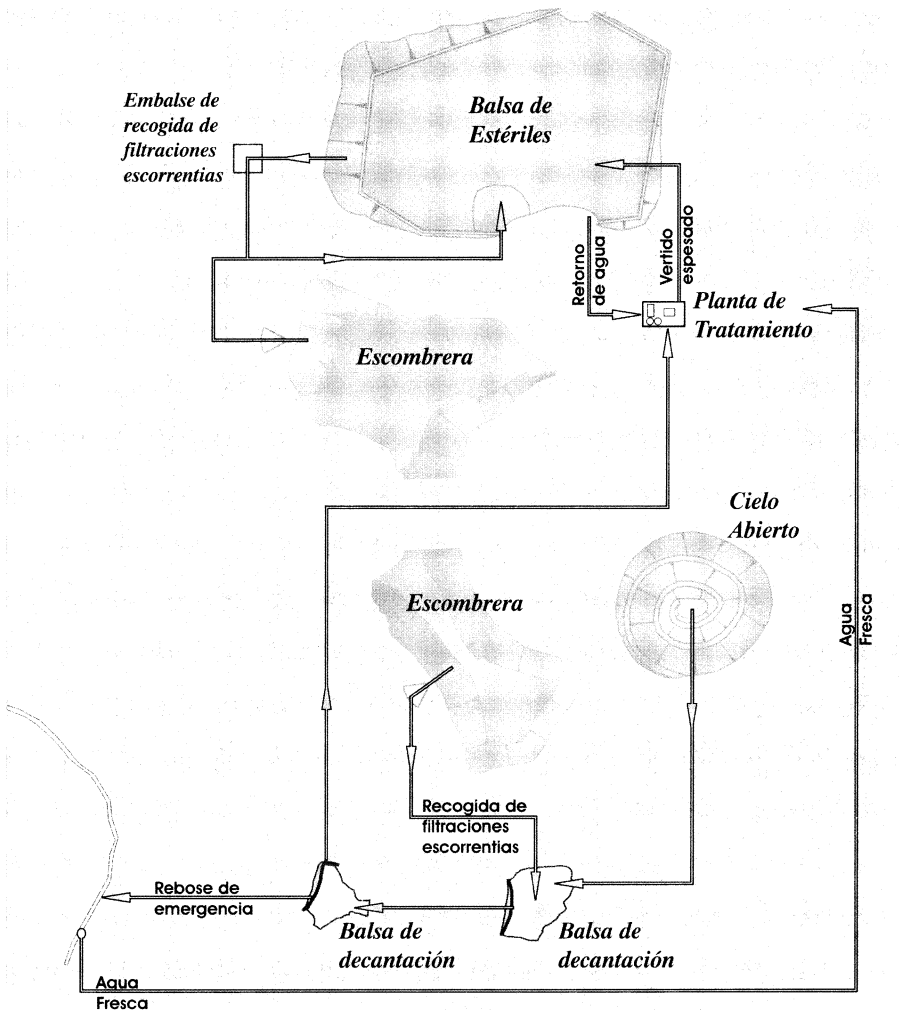 Embalse de
recogida de
filtraciones
escorrentias
Balsa de
Estériles
Retorno
de agua
Vertido
espesado
Planta de
Tratamiento
Escombrera
Cielo
Abierto
Escombrera
Agua
Fresca
Recogida de
filtraciones
escorrentias
Rebose de
emergencia
Balsa de
decantación
Balsa de
decantación
Agua
Fresca